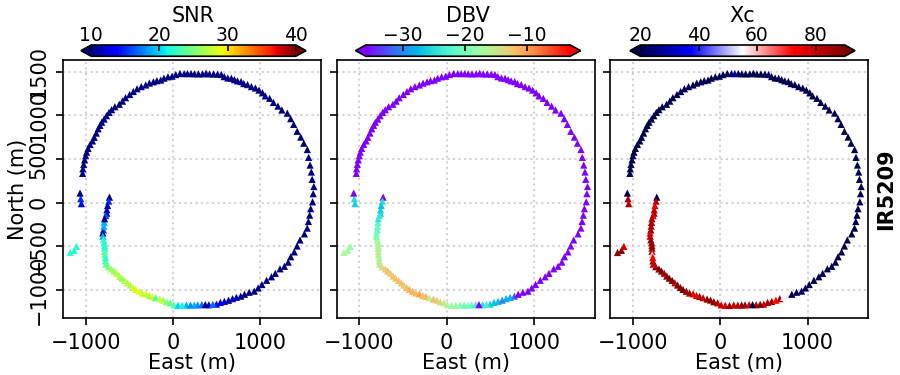 SNR DBV Xc
10 20 30 40 −30 −20 −10 20 40 60 80
1500
1000
500
0
−500
−1000
North (m)
IR5209
−1000 0 1000 −1000 0 1000 −1000 0 1000
East (m) East (m) East (m)